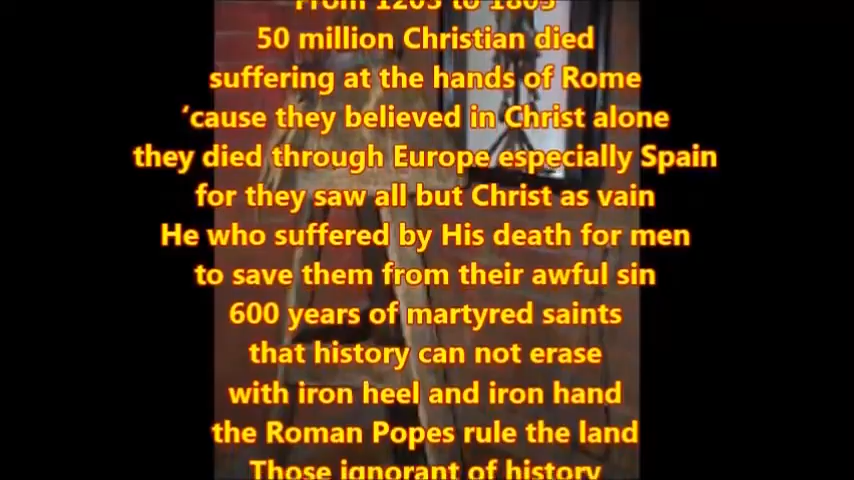 From 1203 to 1805
50 million Christian died
suffering at the hands of Rome
‘cause they believed in Christ alone
they died through Europe especially Spain
for they saw all but Christ as vain
He who suffered by His death for men
to save them from their awful sin
600 years of martyred saints
that history can not erase
with iron heel and iron hand
the Roman Popes rule the land
Those ignorant of history